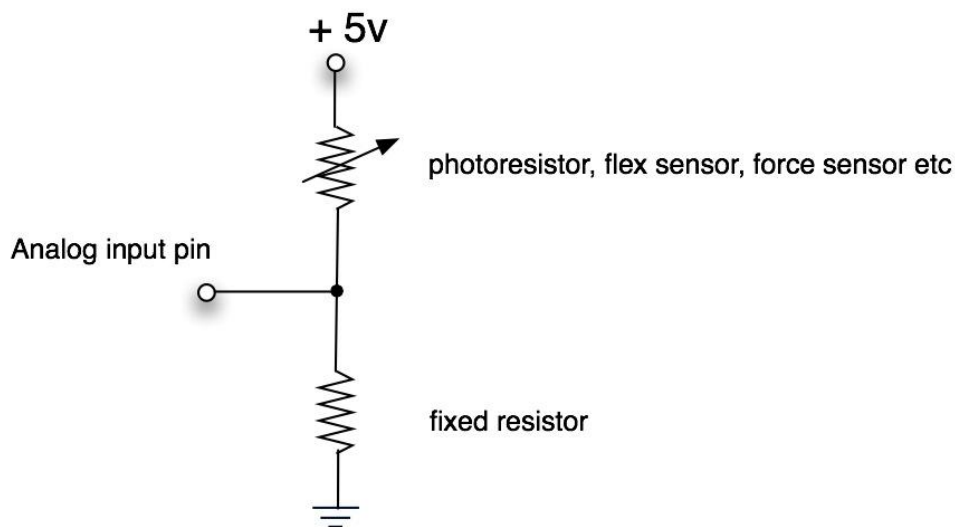 + 5v
photoresistor, flex sensor, force sensor etc
Analog input pin
fixed resistor